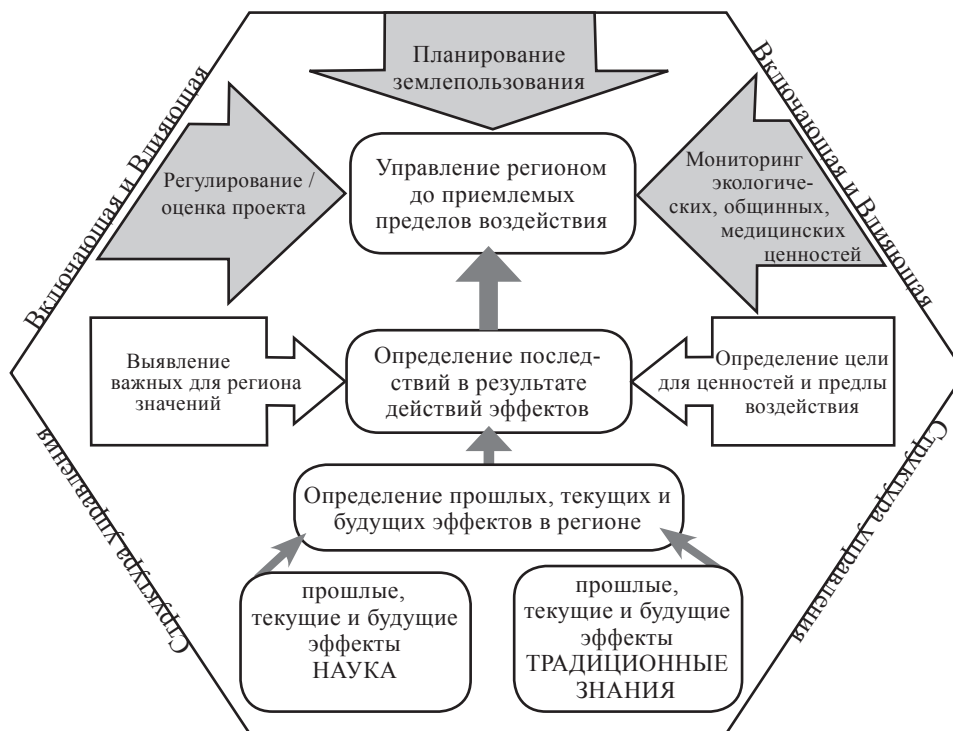 Планирование
землепользования
Включающая и Влияющая
Включающая и Влияющая
Регулирование /
оценка проекта
Управление регионом
до приемлемых
пределов воздействия
Мониторинг
экологиче-
ских, общинных,
медицинских
ценностей
Выявление
важных для региона
значений
Определение послед-
ствий в результате
действий эффектов
Определение цели
для ценностей и предлы
воздействия
Определение прошлых, текущих и
будущих эффектов в регионе
Структура управления
Структура управления
прошлые,
текущие и будущие
эффекты
НАУКА
прошлые,
текущие и будущие
эффекты
ТРАДИЦИОННЫЕ
ЗНАНИЯ